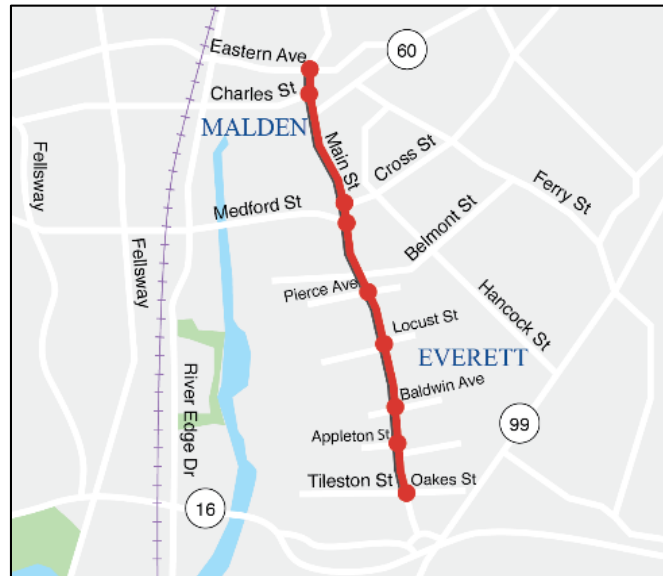 Eastern Ave
60
Charles St
MALDEN
Main St
Cross St
Fellsway
Medford St
Ferry St
Belmont St
Fellsway
Pierce Ave
Hancock St
Locust St
EVERETT
River Edge Dr
Baldwin Ave
99
Appleton St
Tileston St
Oakes St
16